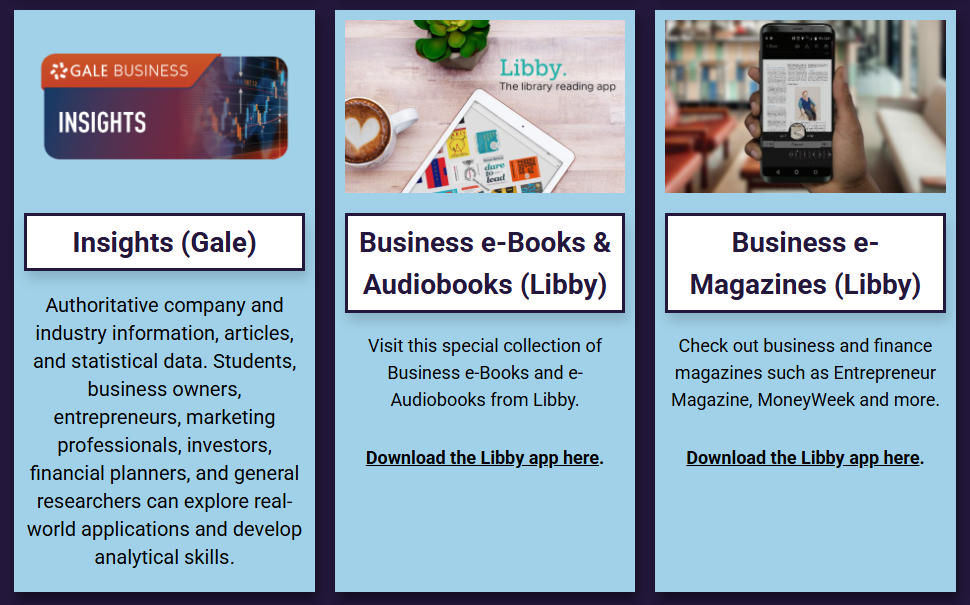 GALE BUSINESS
INSIGHTS
Insights (Gale)
Authoritative company and
industry information, articles,
and statistical data. Students,
business owners,
entrepreneurs, marketing
professionals, investors,
financial planners, and general
researchers can explore real-
world applications and develop
analytical skills.
Libby.
The library reading app
dare
to
lead
Business e-Books &
Audiobooks (Libby)
Visit this special collection of
Business e-Books and e-
Audiobooks from Libby.
Download the Libby app here.
Business e-
Magazines (Libby)
Check out business and finance
magazines such as Entrepreneur
Magazine, MoneyWeek and more.
Download the Libby app here.